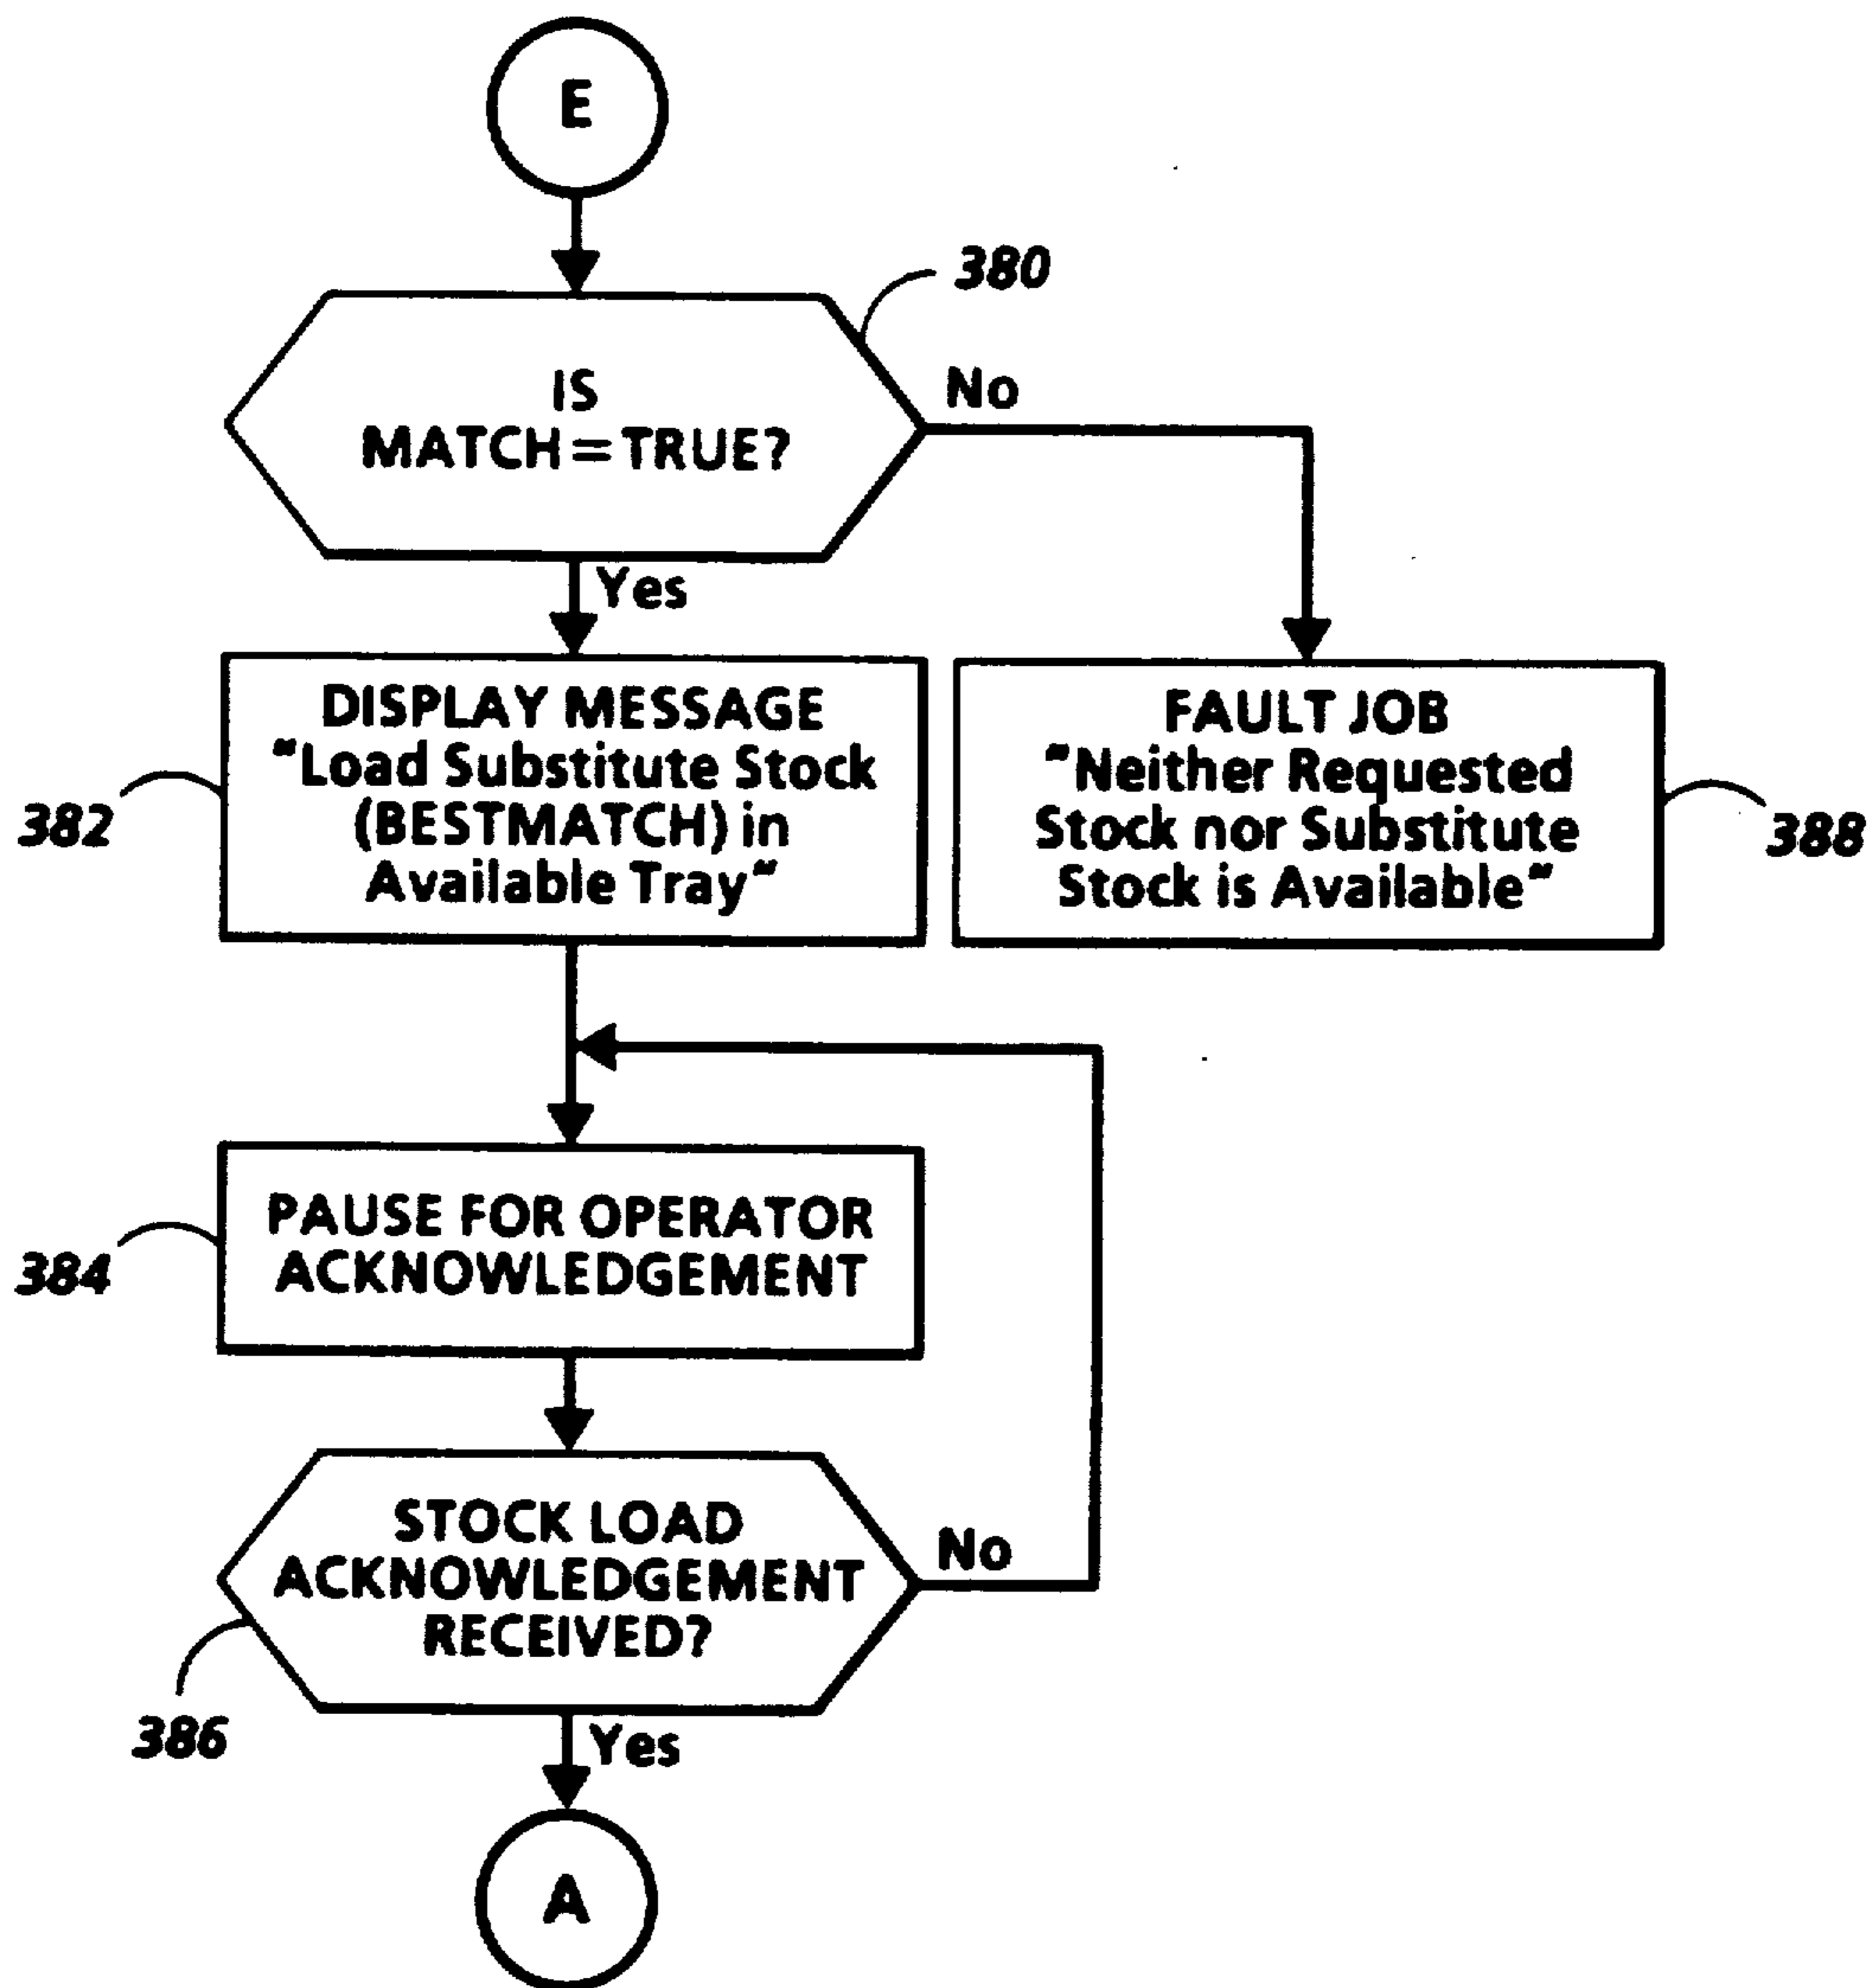 E
380
IS
MATCH=TRUE?
No
Yes
DISPLAY MESSAGE
"Load Substitute Stock
(BESTMATCH) in
Available Tray"
382
FAULT JOB
"Neither Requested
Stock nor Substitute
Stock is Available"
388
PAUSE FOR OPERATOR
ACKNOWLEDGEMENT
384
STOCK LOAD
ACKNOWLEDGEMENT
RECEIVED?
No
386
Yes
A